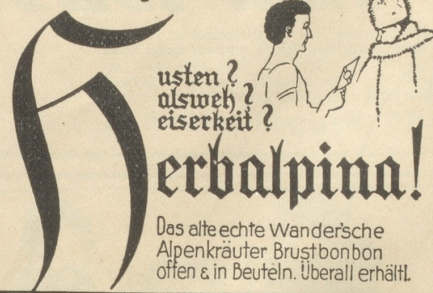 H
usten?
alsweh?
eiserkeit?
erbalpina!
Das alte echte Wander'sche
Alpenkräuter Brustbonbon
offen & in Beuteln. Überall erhältl.